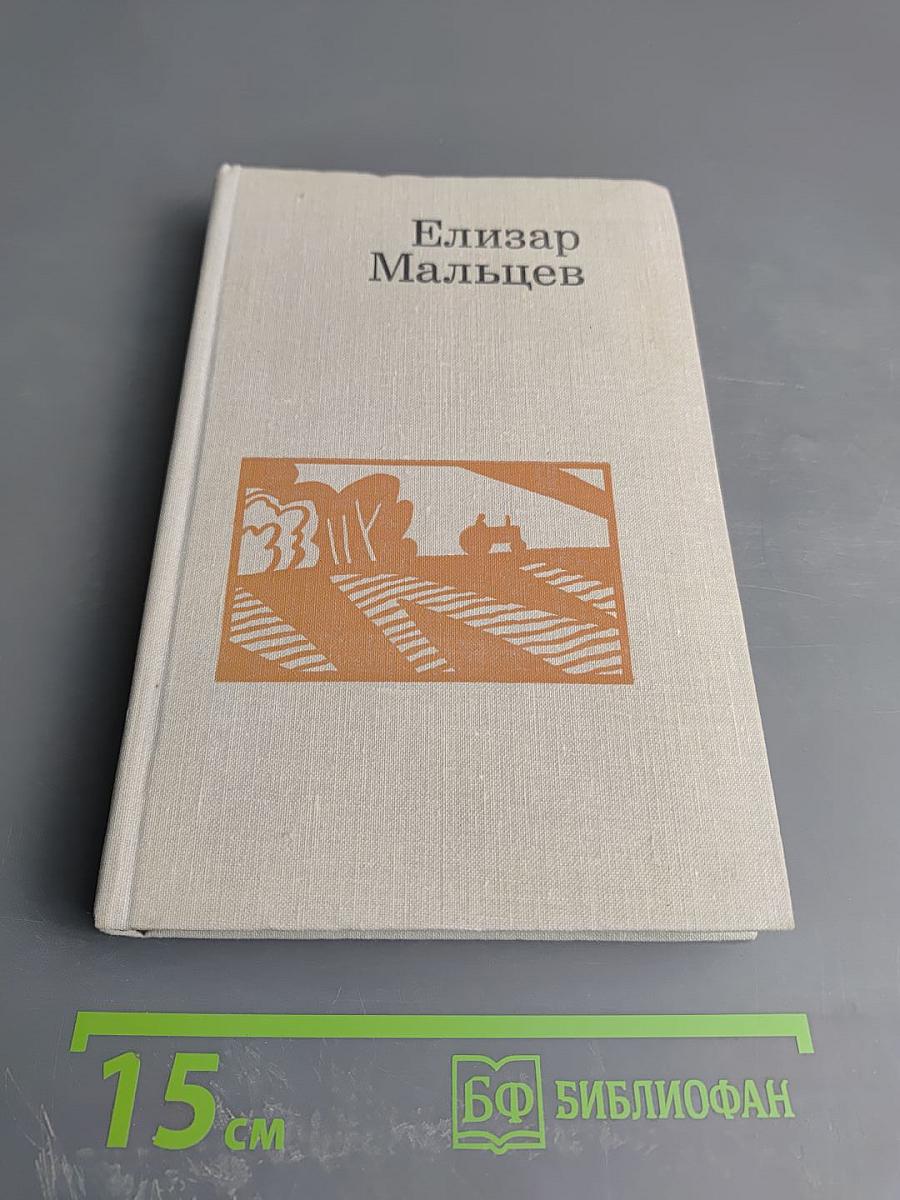 Елизар
Мальцев
15 см
БФ БИБЛИОФАН